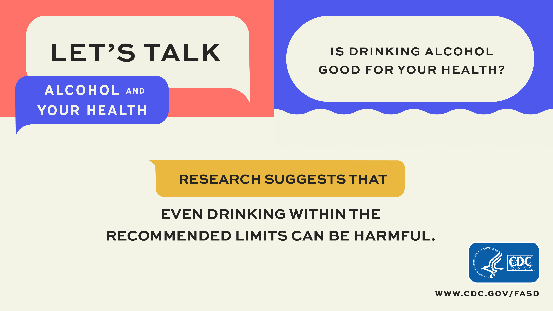 LET'S TALK
ALCOHOL AND
YOUR HEALTH
IS DRINKING ALCOHOL
GOOD FOR YOUR HEALTH?
RESEARCH SUGGESTS THAT
EVEN DRINKING WITHIN THE
RECOMMENDED LIMITS CAN BE HARMFUL.
CDC
WWW.CDC.GOV/FASD